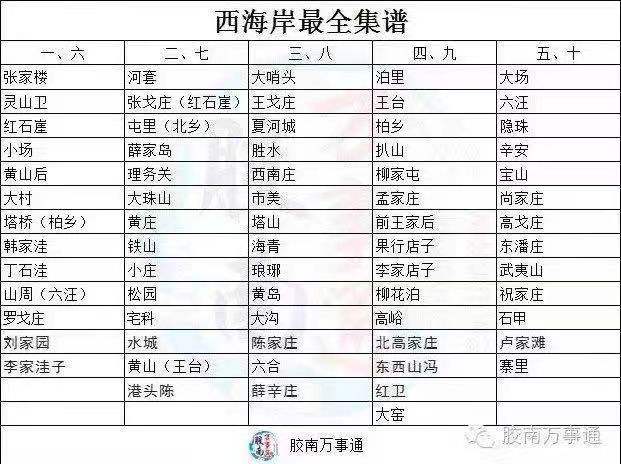 西海岸最全集谱
一、六 二、七 三、八 四、九 五、十
张家楼 河套 大哨头 泊里 大场
灵山卫 张戈庄（红石崖） 王戈庄 王台 六汪
红石崖 屯里（北乡） 夏河城 柏乡 隐珠
小场 薛家岛 胜水 扒山 辛安
黄山后 理务关 西南庄 柳家屯 宝山
大村 大珠山 市美 孟家庄 尚家庄
塔桥（柏乡） 黄庄 塔山 前王家后 高戈庄
韩家洼 铁山 海青 果行店子 东潘庄
丁石洼 小庄 琅琊 李家店子 武夷山
山周（六汪） 松园 黄岛 柳花泊 祝家庄
罗戈庄 宅科 大沟 高峪 石甲
刘家园 水城 陈家庄 北高家庄 卢家滩
李家洼子 黄山（王台） 六合 东西山冯 寨里
港头陈 薛辛庄 红卫
大窑
胶南万事通
胶南万事通